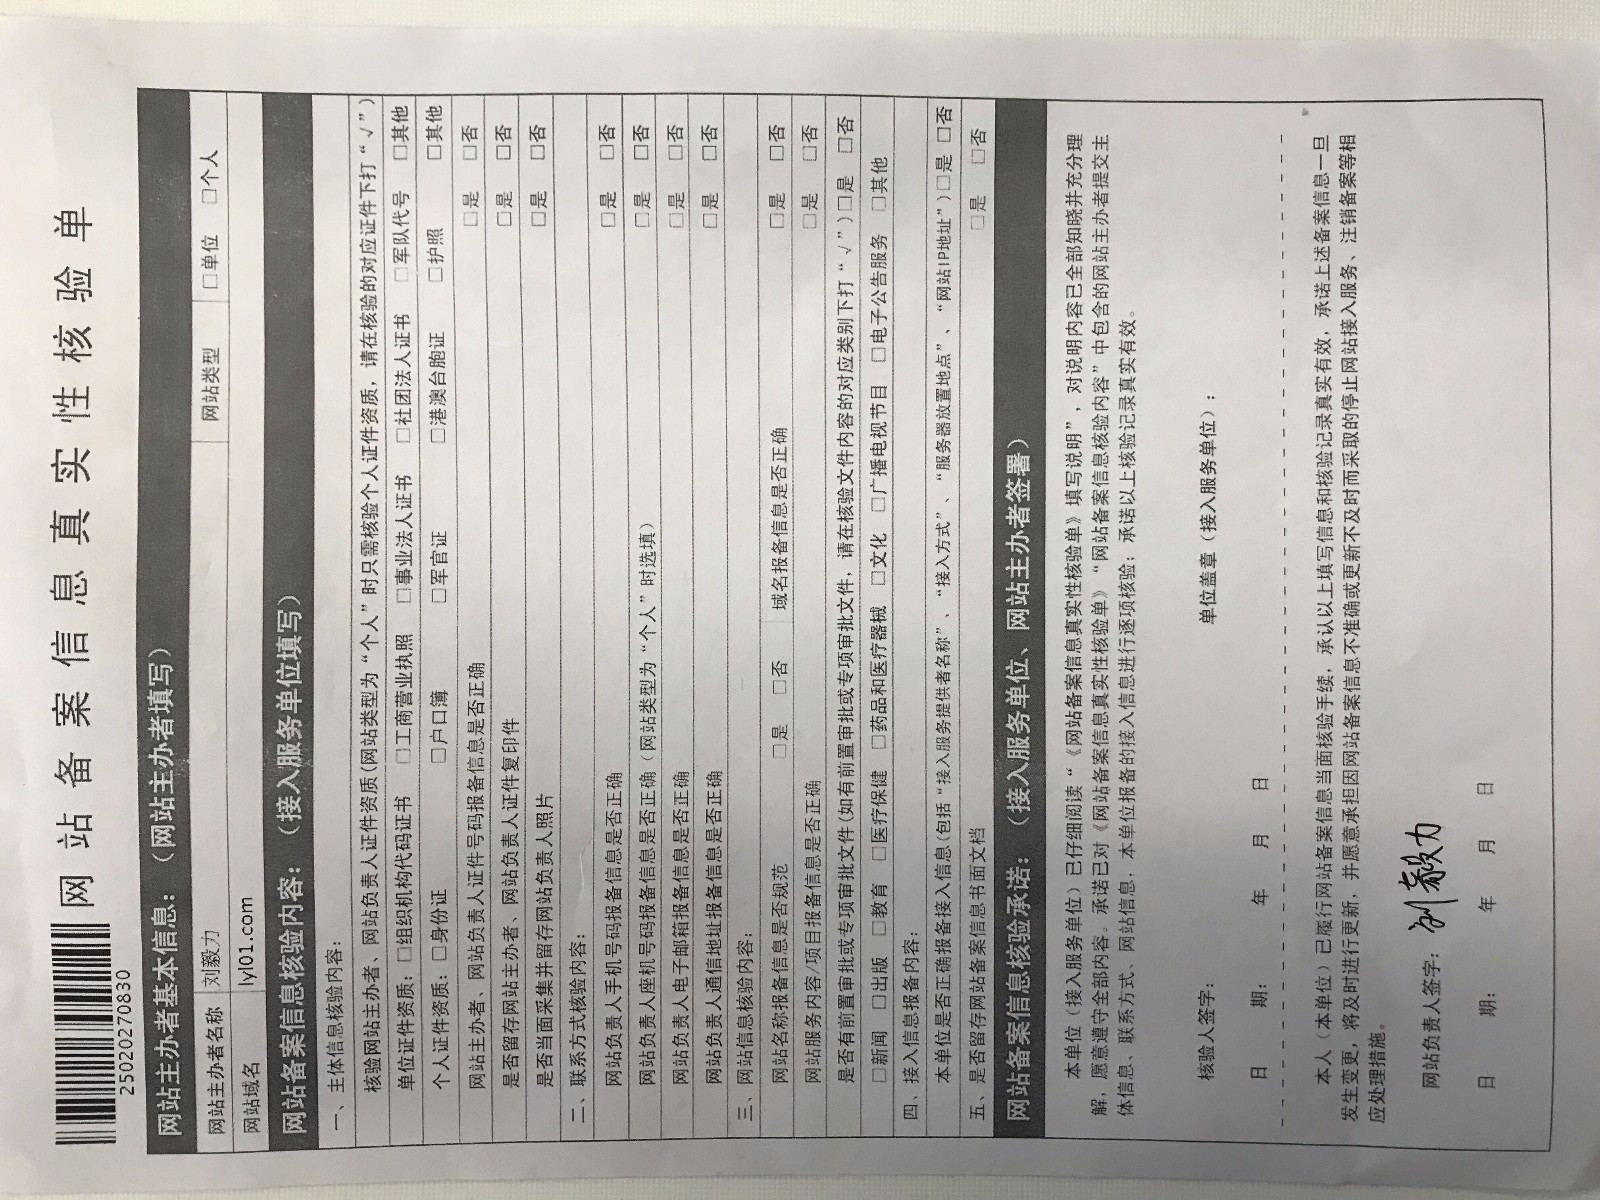 网站备案信息真实性核验单
250202070830
网站主办者基本信息：（网站主办者填写）
网站主办者名称 刘毅力 网站类型 □单位 □个人
网站域名 lyl01.com
网站备案信息核验内容：（接入服务单位填写）
一、主体信息核验内容：
核验网站主办者、网站负责人证件资质(网站类型为“个人”时只需核验个人证件资质，请在核验的对应证件下打“√”)
单位证件资质：□组织机构代码证书 □工商营业执照 □事业法人证书 □社团法人证书 □军队代号 □其他
个人证件资质：□身份证 □户口簿 □军官证 □港澳台胞证 □护照 □其他
网站主办者、网站负责人证件号码报备信息是否正确 □是 □否
是否留存网站主办者、网站负责人证件复印件 □是 □否
是否当面采集并留存网站负责人照片 □是 □否
二、联系方式核验内容：
网站负责人手机号码报备信息是否正确 □是 □否
网站负责人座机号码报备信息是否正确（网站类型为“个人”时选填） □是 □否
网站负责人电子邮箱报备信息是否正确 □是 □否
网站负责人通信地址报备信息是否正确 □是 □否
三、网站信息核验内容：
网站名称报备信息是否规范 □是 □否 域名报备信息是否正确 □是 □否
网站服务内容/项目报备信息是否正确 □是 □否
是否有前置审批或专项审批文件(如有前置审批或专项审批文件，请在核验文件内容的对应类别下打“√”)□是 □否
□新闻 □出版 □教育 □医疗保健 □药品和医疗器械 □文化 □广播电视节目 □电子公告服务 □其他
四、接入信息报备内容：
本单位是否正确报备接入信息(包括“接入服务提供者名称”、“接入方式”、“服务器放置地点”、“网站IP地址”)□是 □否
五、是否留存网站备案信息书面文档 □是 □否
网站备案信息核验承诺：（接入服务单位、网站主办者签署）
本单位（接入服务单位）已仔细阅读“《网站备案信息真实性核验单》填写说明”，对说明内容已全部知晓并充分理
解，愿意遵守全部内容。承诺已对《网站备案信息真实性核验单》“网站备案信息核验内容”中包含的网站主办者提交主
体信息、联系方式、网站信息，本单位报备的接入信息进行逐项核验；承诺以上核验记录真实有效。
核验人签字： 单位盖章（接入服务单位）：
日 期： 年 月 日
本人（本单位）已履行网站备案信息当面核验手续，承认以上填写信息和核验记录真实有效，承诺上述备案信息一旦
发生变更，将及时进行更新，并愿意承担因网站备案信息不准确或更新不及时而采取的停止网站接入服务、注销备案等相
应处理措施。
网站负责人签字：刘毅力
日 期： 年 月 日